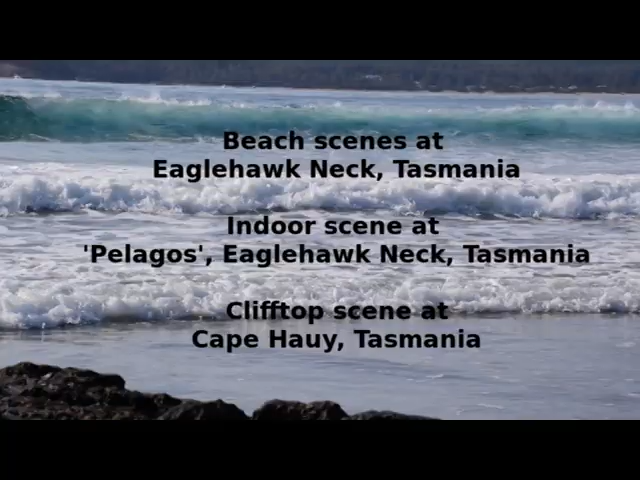 Beach scenes at
Eaglehawk Neck, Tasmania
Indoor scene at
'Pelagos', Eaglehawk Neck, Tasmania
Clifftop scene at
Cape Hauy, Tasmania